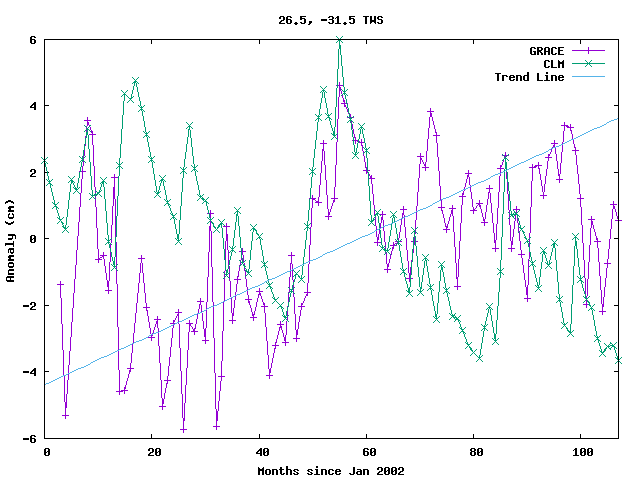 26.5, -31.5 TWS
GRACE
CLM
Trend Line
6
4
2
0
-2
-4
-6
Anomaly (cm)
0 20 40 60 80 100
Months since Jan 2002